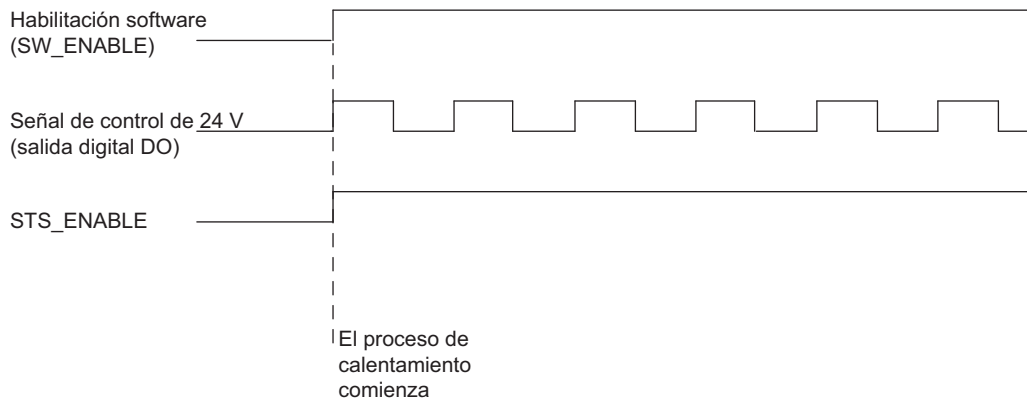 Habilitación software
(SW_ENABLE)
Señal de control de 24 V
(salida digital DO)
STS_ENABLE
El proceso de
calentamiento
comienza